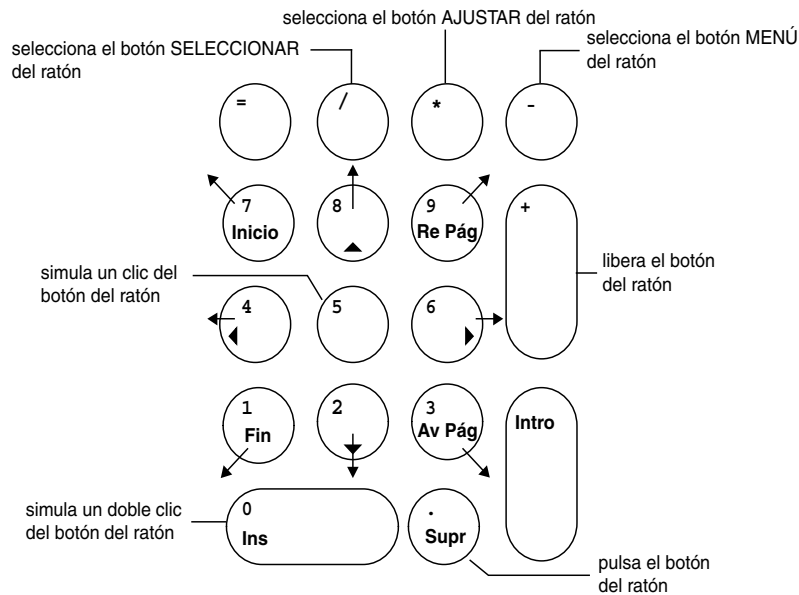 selecciona el botón AJUSTAR del ratón
selecciona el botón SELECCIONAR
del ratón
selecciona el botón MENÚ
del ratón
= / * -
7 8 9 +
Inicio Re Pág
simula un clic del
botón del ratón
libera el botón
del ratón
4 5 6
1 2 3
Fin Av Pág Intro
simula un doble clic
del botón del ratón
0 .
Ins Supr
pulsa el botón
del ratón